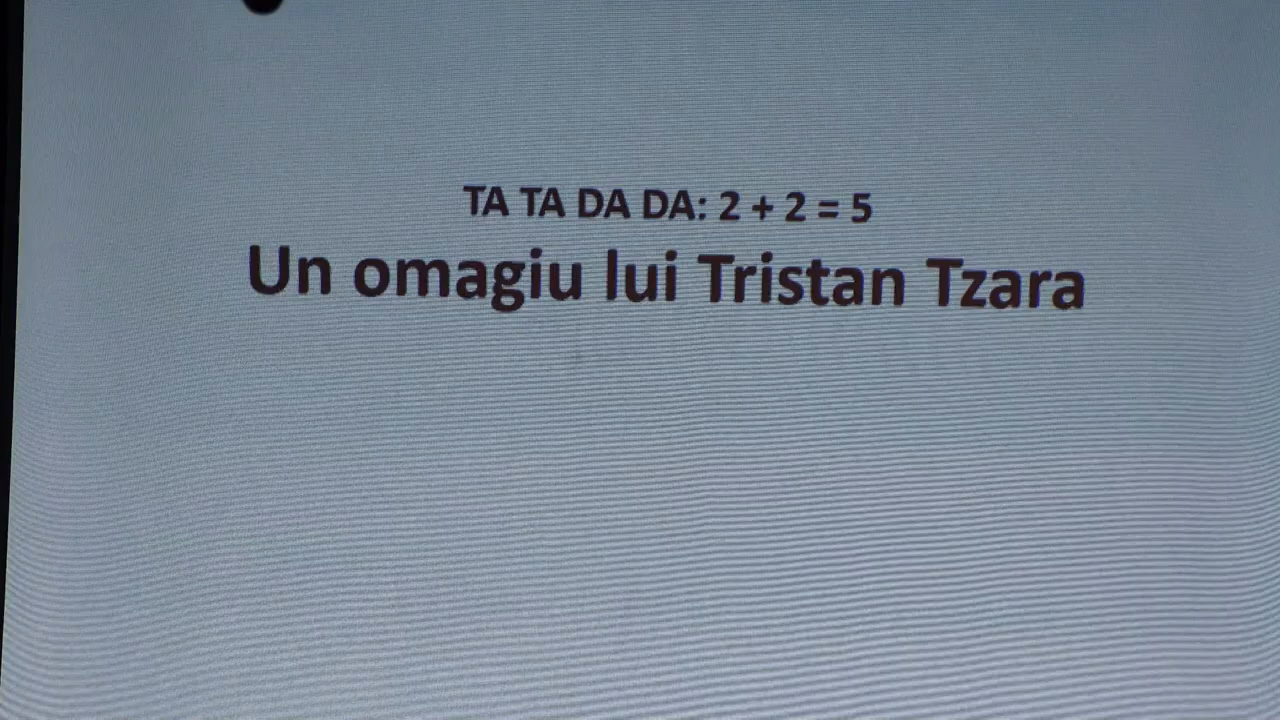 TA TA DA DA: 2 + 2 = 5
Un omagiu lui Tristan Tzara